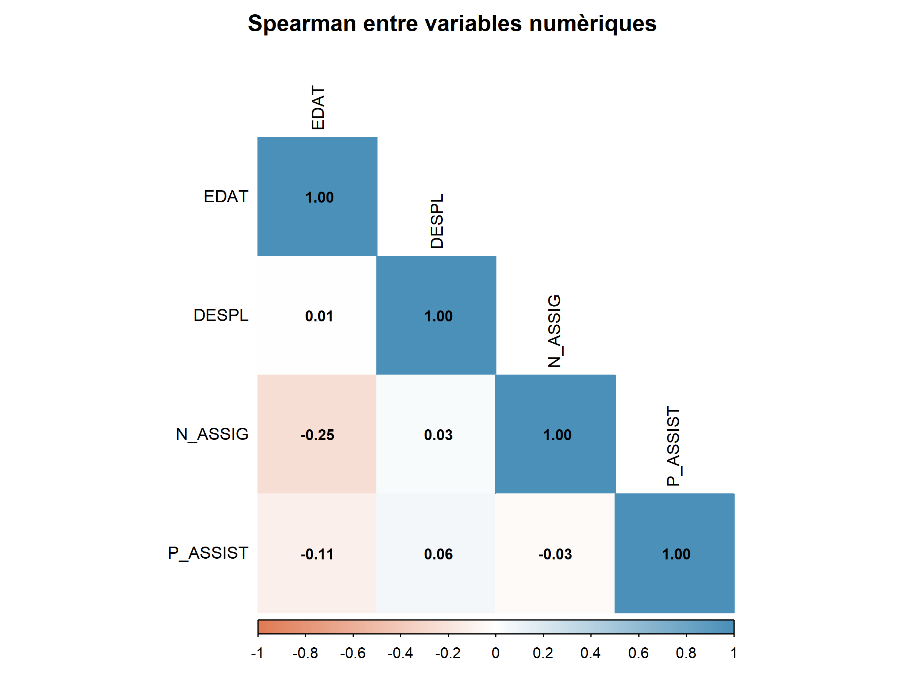 Spearman entre variables numèriques
EDAT
EDAT 1.00
DESPL
DESPL 0.01 1.00
N_ASSIG
N_ASSIG -0.25 0.03 1.00
P_ASSIST
P_ASSIST -0.11 0.06 -0.03 1.00
-1 -0.8 -0.6 -0.4 -0.2 0 0.2 0.4 0.6 0.8 1